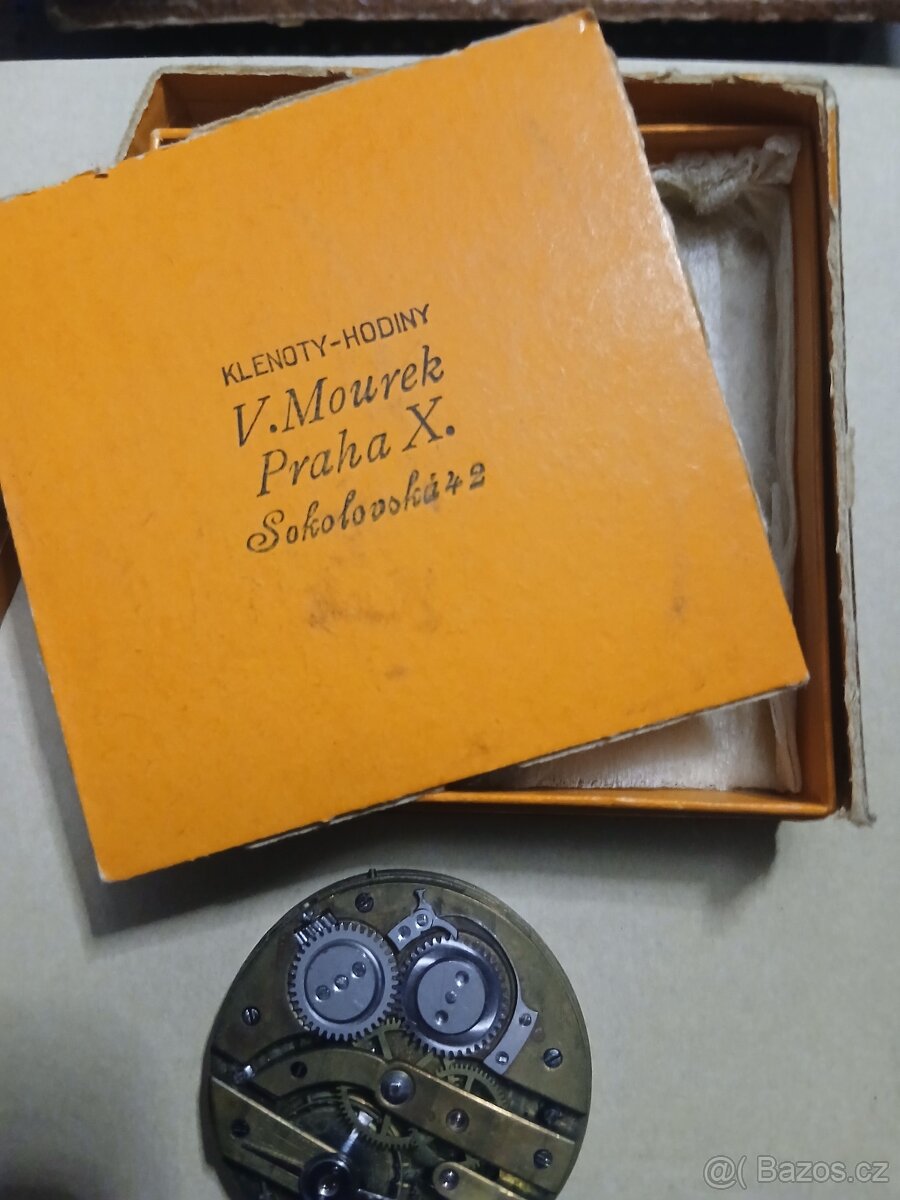 KLENOTY-HODINY
V. Mourek
Praha X.
Sokolovská 42
@( Bazos.cz